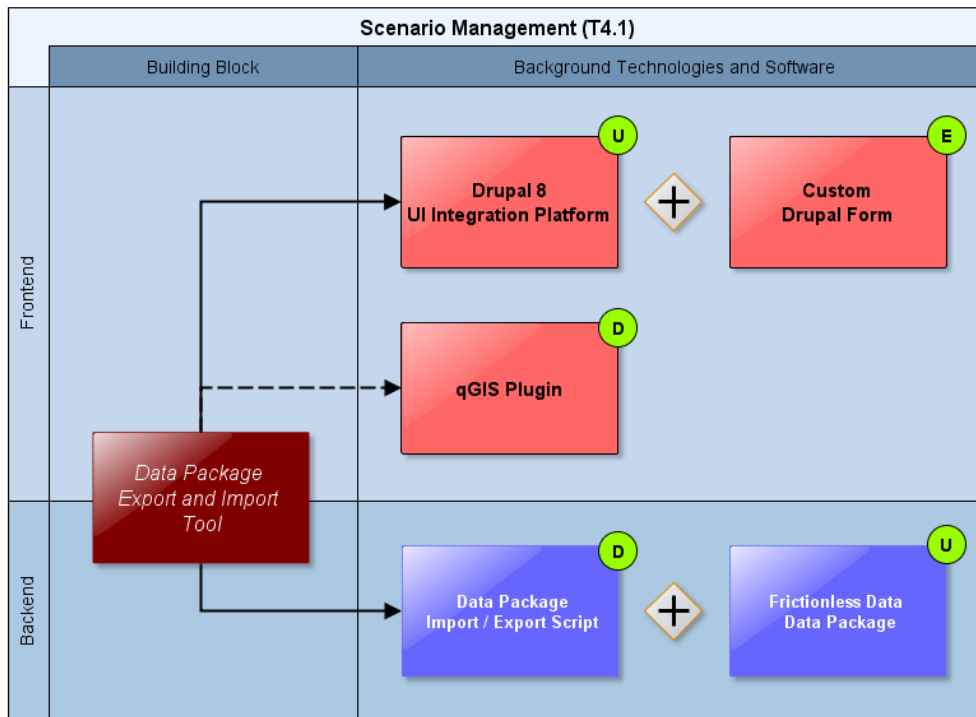 Scenario Management (T4.1)
Building Block
Background Technologies and Software
Frontend
U
Drupal 8
UI Integration Platform
E
Custom
Drupal Form
D
qGIS Plugin
Data Package
Export and Import
Tool
Backend
D
Data Package
Import / Export Script
U
Frictionless Data
Data Package